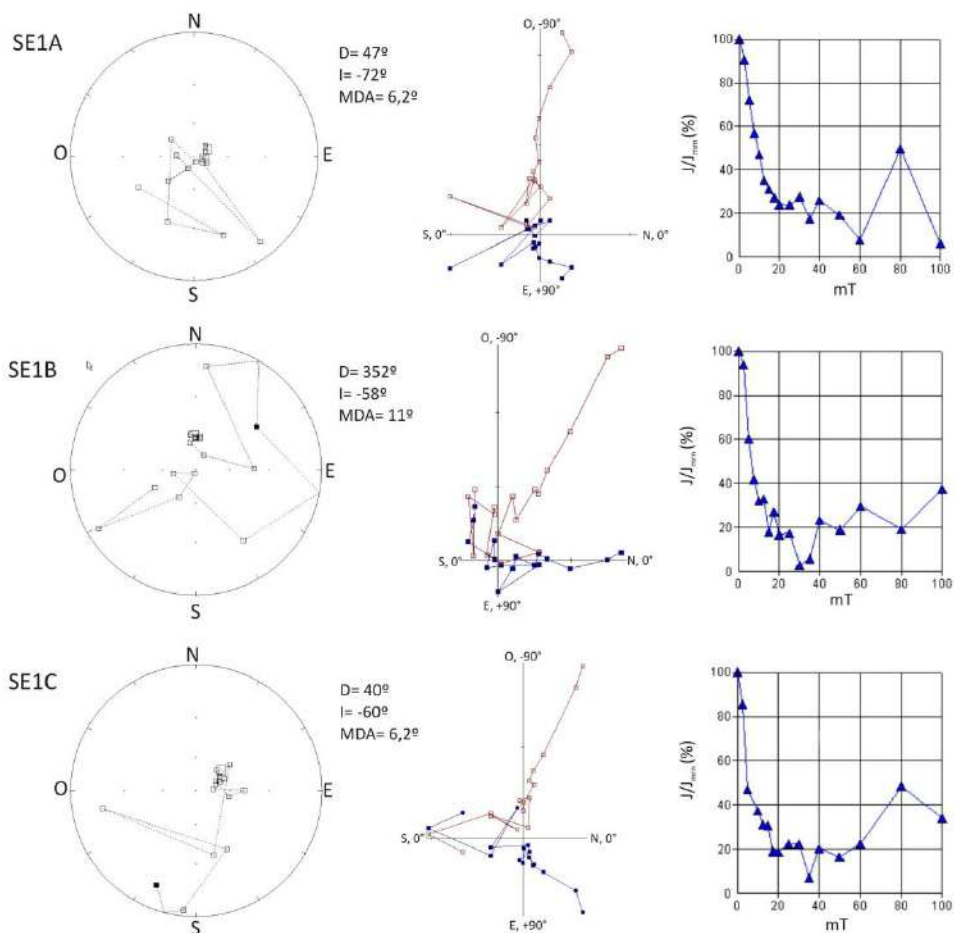 SE1A
N
O
E
S
D= 47º
I= -72º
MDA= 6,2º
O, -90°
S, 0°
N, 0°
E, +90°
J/Jnrm (%)
100
80
60
40
20
0
0 20 40 60 80 100
mT
SE1B
N
O
E
S
D= 352º
I= -58º
MDA= 11º
O, -90°
S, 0°
N, 0°
E, +90°
J/Jnrm (%)
100
80
60
40
20
0
0 20 40 60 80 100
mT
SE1C
N
O
E
S
D= 40º
I= -60º
MDA= 6,2º
O, -90°
S, 0°
N, 0°
E, +90°
J/Jnrm (%)
100
80
60
40
20
0
0 20 40 60 80 100
mT